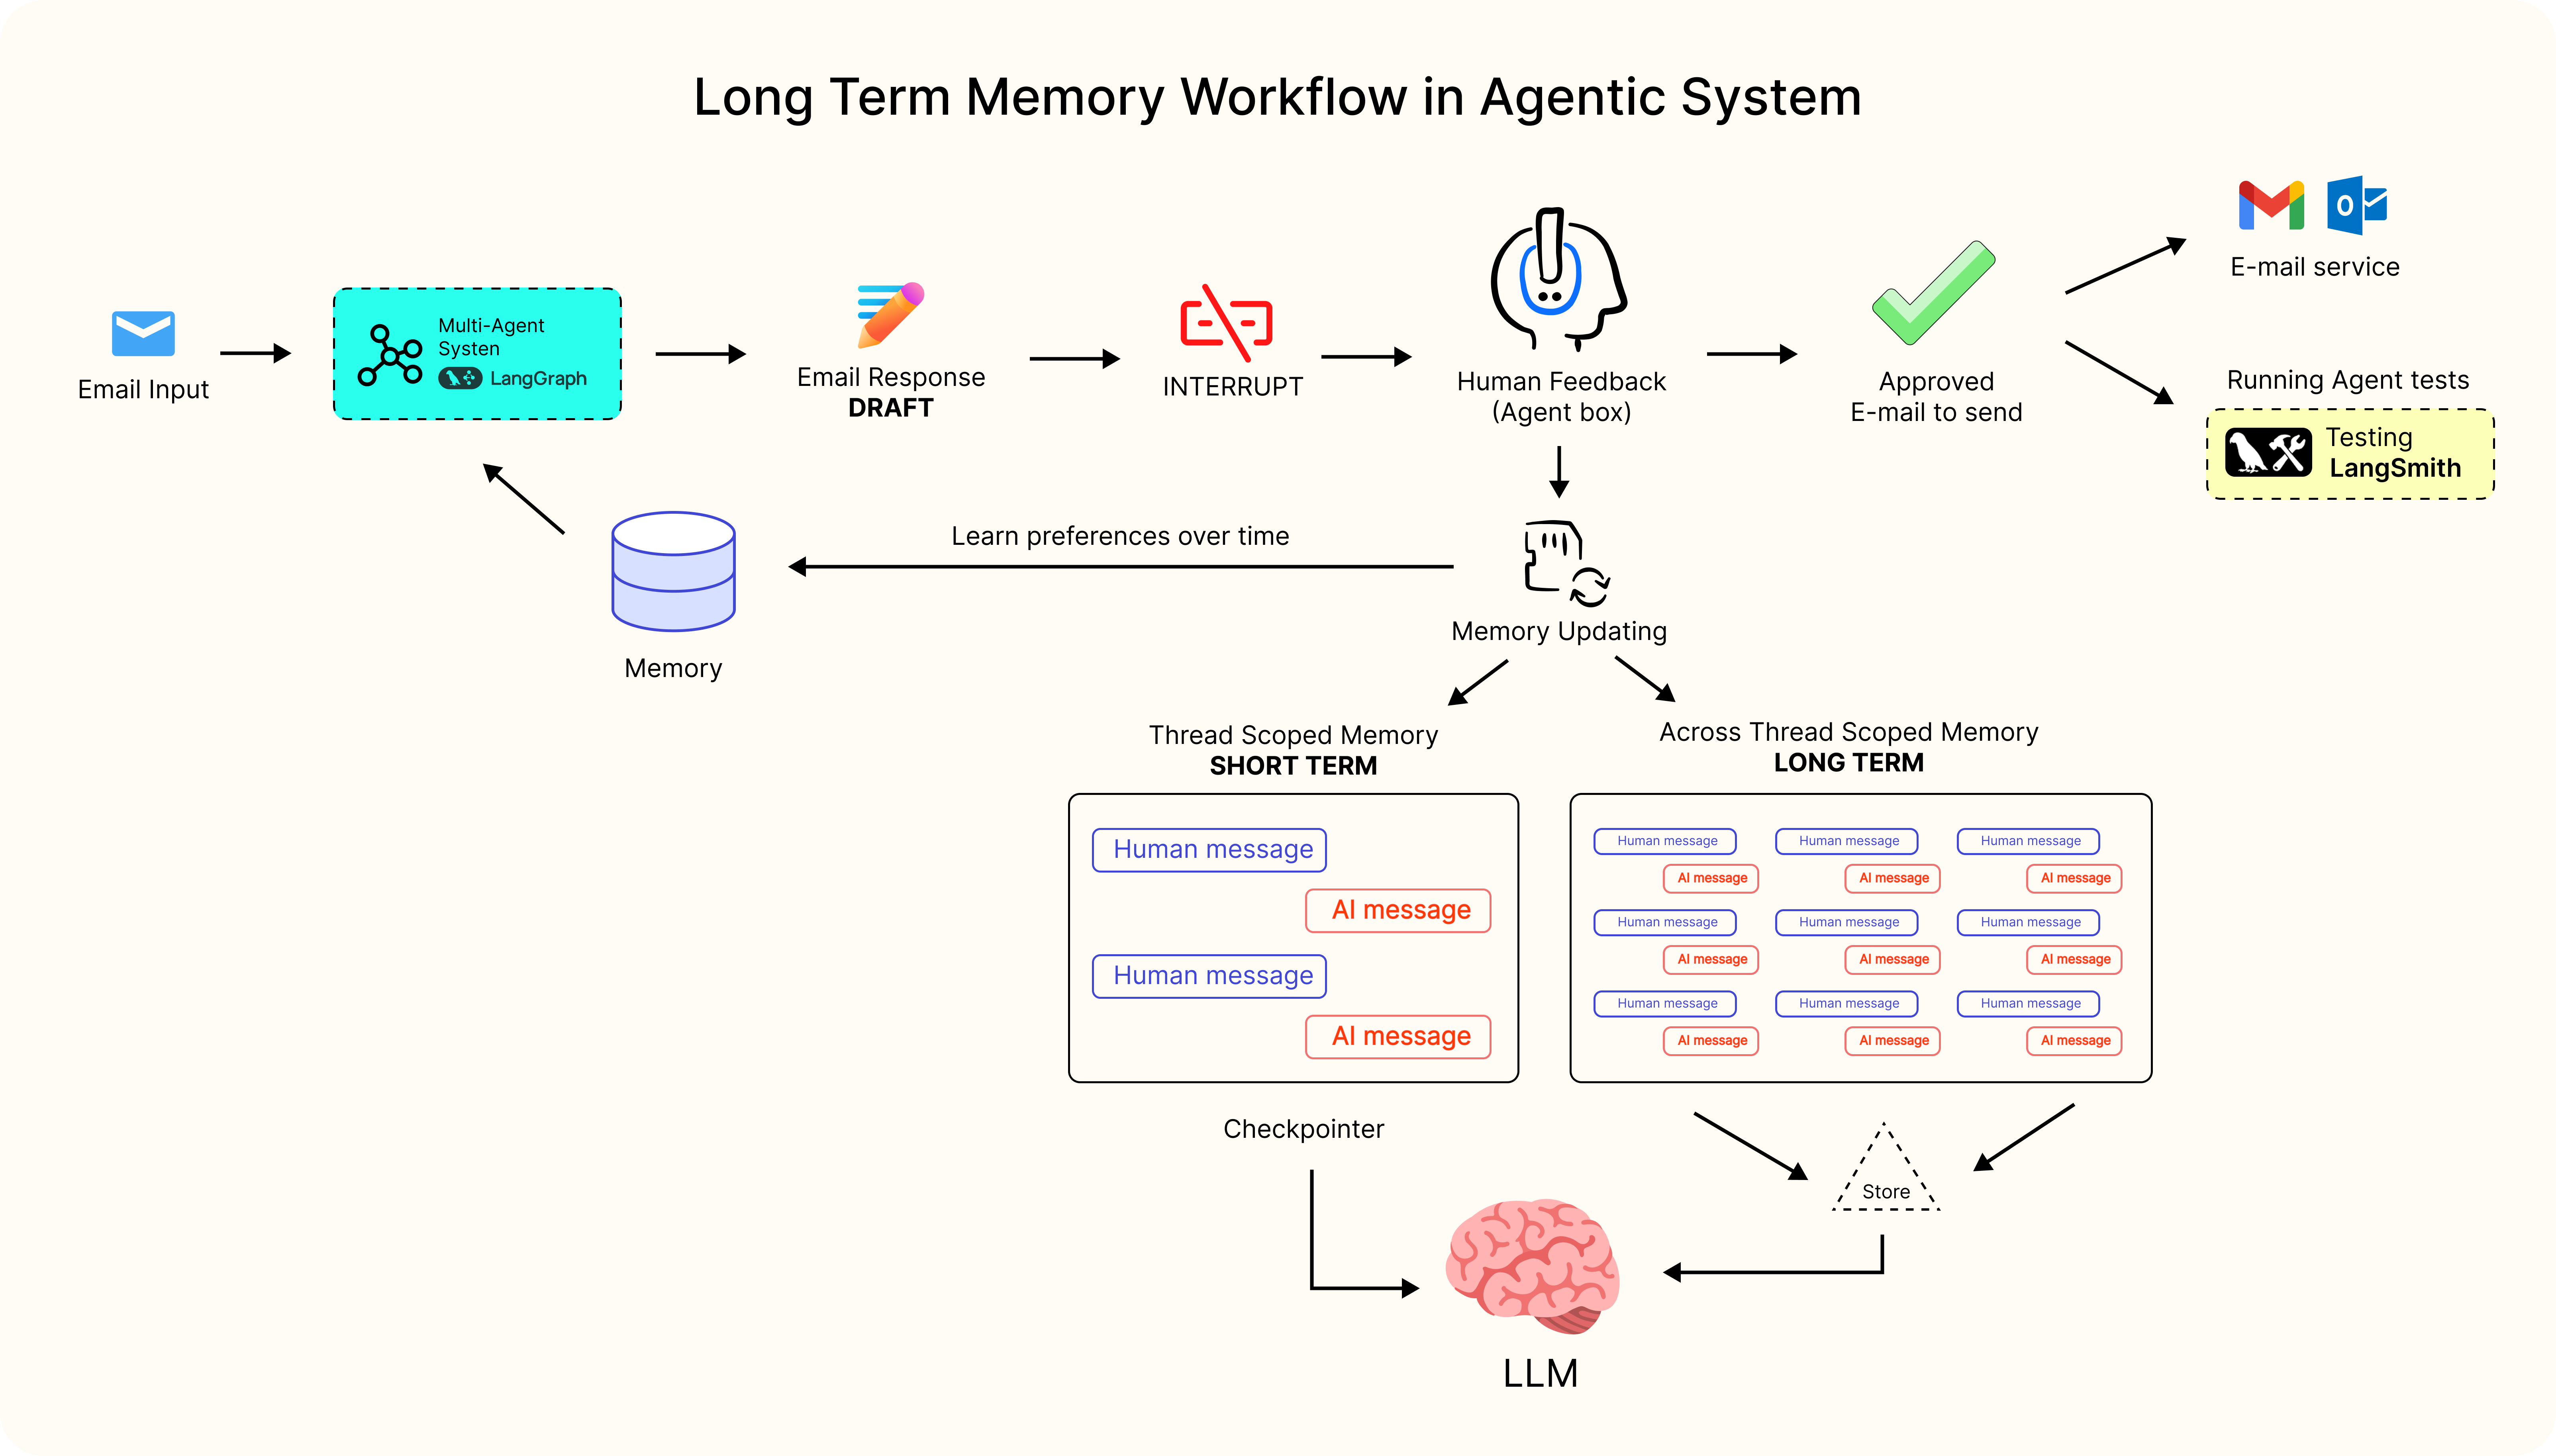 Long Term Memory Workflow in Agentic System
Email Input
Multi-Agent
Systen
LangGraph
Email Response
DRAFT
INTERRUPT
Human Feedback
(Agent box)
Approved
E-mail to send
E-mail service
Running Agent tests
Testing
LangSmith
Learn preferences over time
Memory
Memory Updating
Thread Scoped Memory
SHORT TERM
Human message
AI message
Human message
AI message
Checkpointer
Across Thread Scoped Memory
LONG TERM
Human message Human message Human message
AI message AI message AI message
Human message Human message Human message
AI message AI message AI message
Human message Human message Human message
AI message AI message AI message
Store
LLM